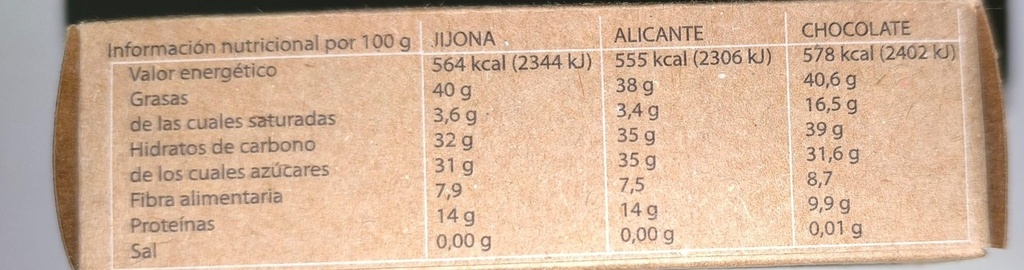 Información nutricional por 100 g JIJONA ALICANTE CHOCOLATE
Valor energético 564 kcal (2344 kJ) 555 kcal (2306 kJ) 578 kcal (2402 kJ)
Grasas 40 g 38 g 40,6 g
de las cuales saturadas 3,6 g 3,4 g 16,5 g
Hidratos de carbono 32 g 35 g 39 g
de los cuales azúcares 31 g 35 g 31,6 g
Fibra alimentaria 7,9 7,5 8,7
Proteínas 14 g 14 g 9,9 g
Sal 0,00 g 0,00 g 0,01 g